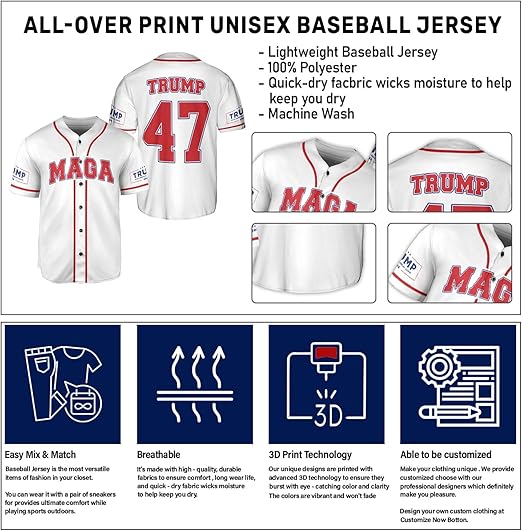 ALL-OVER PRINT UNISEX BASEBALL JERSEY
- Lightweight Baseball Jersey
- 100% Polyester
- Quick-dry facbric wicks moisture to help
keep you dry
- Machine Wash
TRUMP
47
TRU
MAGA
MP
MAGA
TRUMP
47
UMP
MAG
3D
Easy Mix & Match
Baseball Jersey is the most versatile
items of fashion in your closet.
You can wear it with a pair of sneakers
for provides ultimate comfort while
playing sports outdoors.
Breathable
It's made with high - quality, durable
fabrics to ensure comfort , long wear life,
and quick - dry fabric wicks moisture
to help keep you dry.
3D Print Technology
Our unique designs are printed with
advanced 3D technology to ensure they
burst with eye - catching color and clarity
The colors are vibrant and won't fade
Able to be customized
Make your clothing unique . We provide
customized choose with our
professional designers which definitely
make you pleasure.
Design your own custom clothing at
Customize Now Botton.